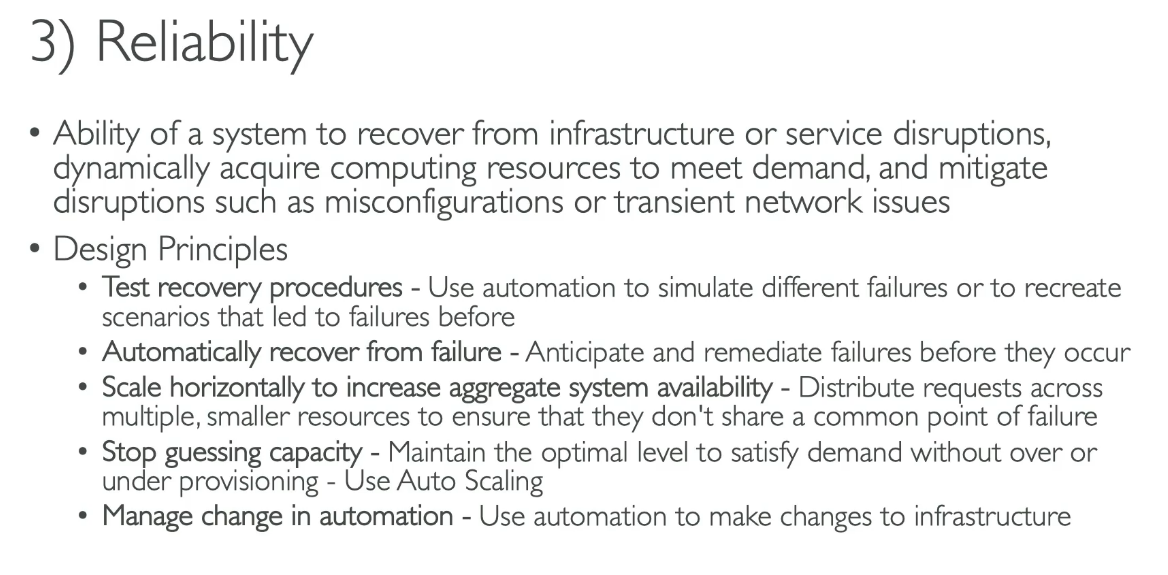 3) Reliability
• Ability of a system to recover from infrastructure or service disruptions,
dynamically acquire computing resources to meet demand, and mitigate
disruptions such as misconfigurations or transient network issues
• Design Principles
• Test recovery procedures - Use automation to simulate different failures or to recreate
scenarios that led to failures before
• Automatically recover from failure - Anticipate and remediate failures before they occur
• Scale horizontally to increase aggregate system availability - Distribute requests across
multiple, smaller resources to ensure that they don't share a common point of failure
• Stop guessing capacity - Maintain the optimal level to satisfy demand without over or
under provisioning - Use Auto Scaling
• Manage change in automation - Use automation to make changes to infrastructure